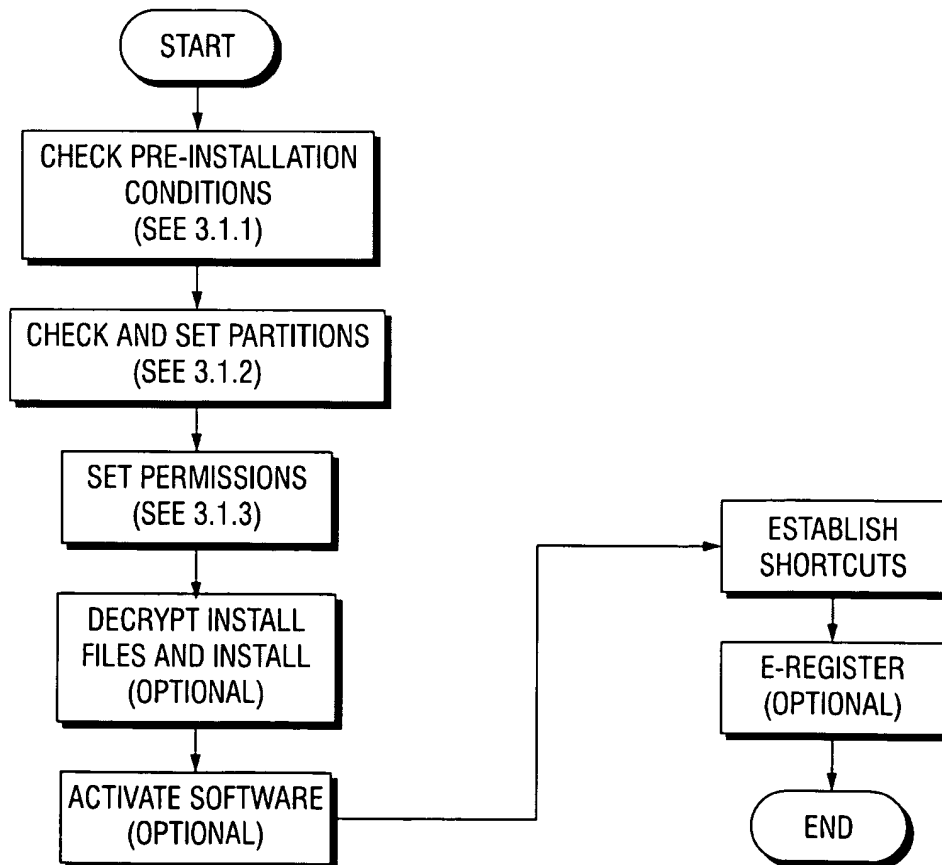 START
CHECK PRE-INSTALLATION
CONDITIONS
(SEE 3.1.1)
CHECK AND SET PARTITIONS
(SEE 3.1.2)
SET PERMISSIONS
(SEE 3.1.3)
DECRYPT INSTALL
FILES AND INSTALL
(OPTIONAL)
ACTIVATE SOFTWARE
(OPTIONAL)
ESTABLISH
SHORTCUTS
E-REGISTER
(OPTIONAL)
END